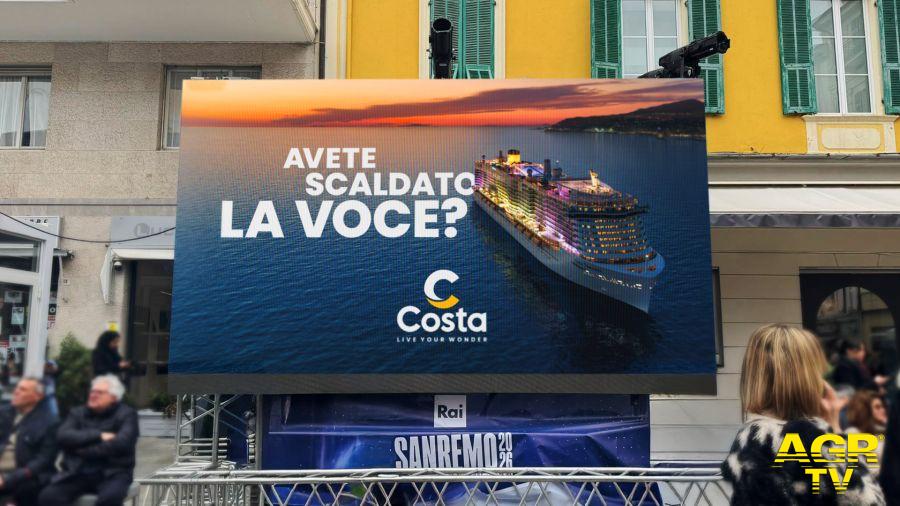 AVETE
SCALDATO
LA VOCE?
Costa
LIVE YOUR WONDER
Rai
SANREMO 2026
AGR
TV